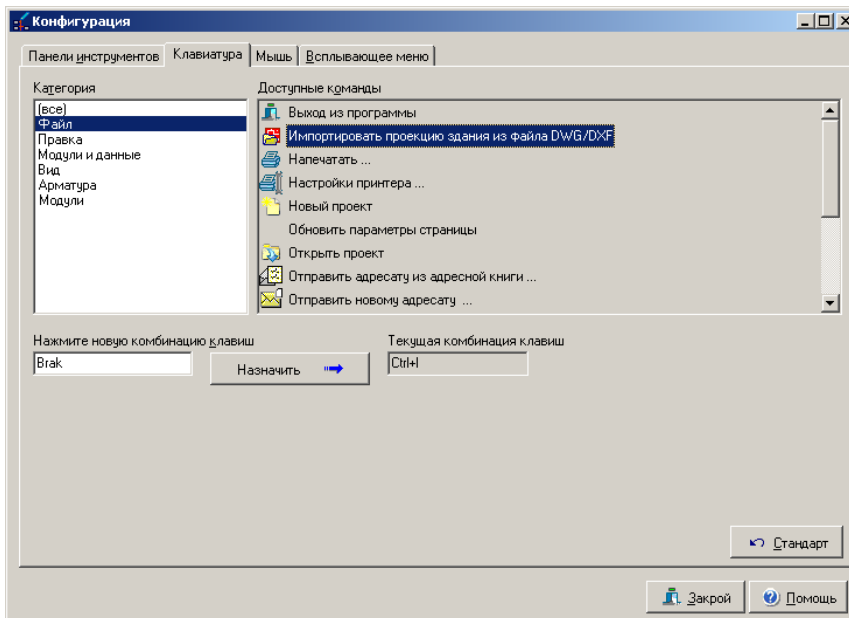 Конфигурация
Панели инструментов Клавиатура Мышь Всплывающее меню
Категория
(все)
Файл
Правка
Модули и данные
Вид
Арматура
Модули
Доступные команды
Выход из программы
Импортировать проекцию здания из файла DWG/DXF
Напечатать ...
Настройки принтера ...
Новый проект
Обновить параметры страницы
Открыть проект
Отправить адресату из адресной книги ...
Отправить новому адресату ...
Нажмите новую комбинацию клавиш
Brak
Назначить
Текущая комбинация клавиш
Ctrl+I
Стандарт
Закрой
Помощь